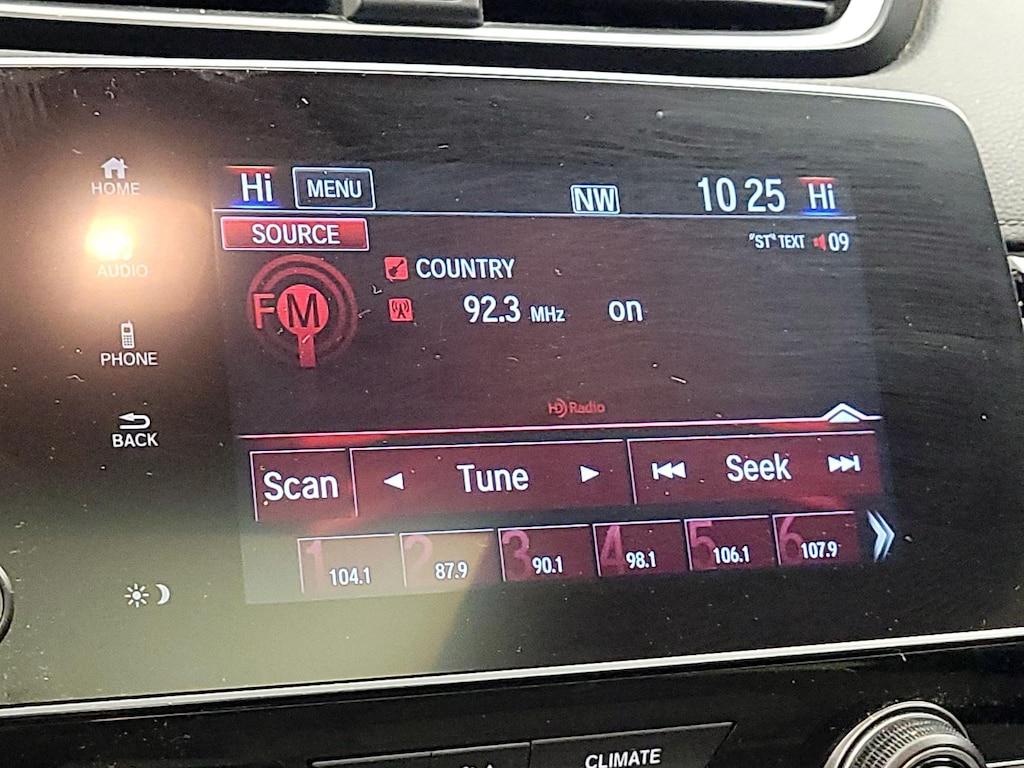 HOME
AUDIO
PHONE
BACK
Hi MENU NW 10 25 Hi
SOURCE "ST" TEXT 09
FM
COUNTRY
92.3 MHz on
HD Radio
Scan Tune Seek
1 104.1 2 87.9 3 90.1 4 98.1 5 106.1 6 107.9
CLIMATE